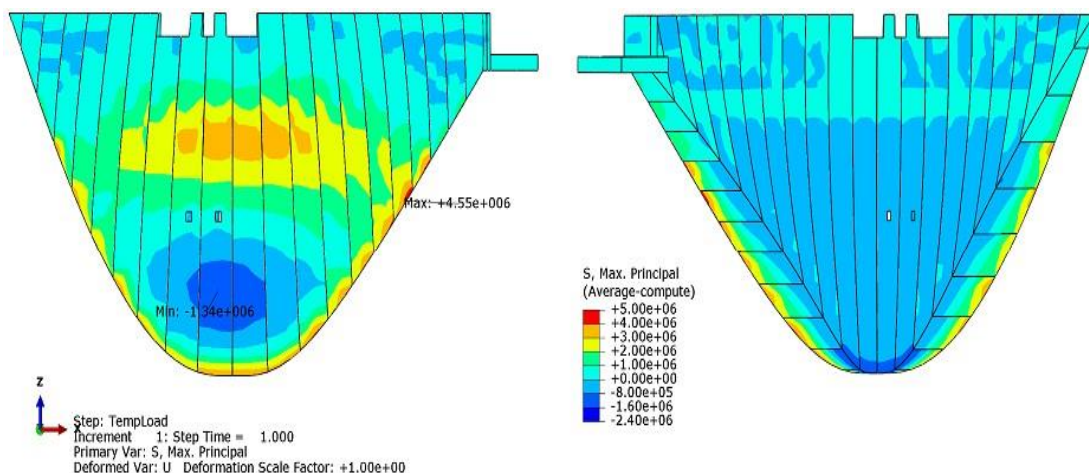 Max: +4.55e+006
Min: -1.34e+006
z
x
Step: TempLoad
Increment 1: Step Time = 1.000
Primary Var: S, Max. Principal
Deformed Var: U Deformation Scale Factor: +1.00e+00
S, Max. Principal
(Average-compute)
+5.00e+06
+4.00e+06
+3.00e+06
+2.00e+06
+1.00e+06
+0.00e+00
-8.00e+05
-1.60e+06
-2.40e+06